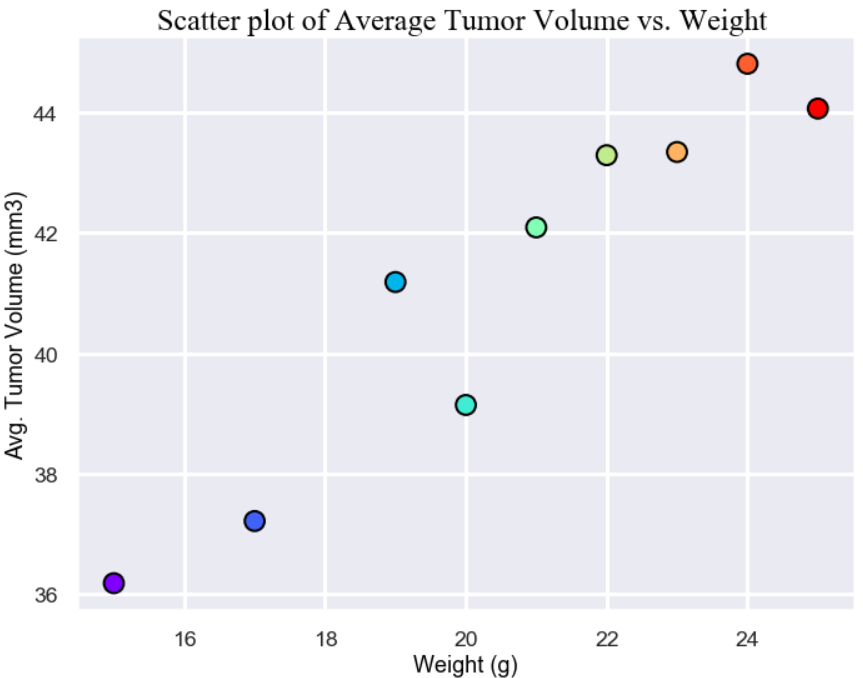 Scatter plot of Average Tumor Volume vs. Weight
Avg. Tumor Volume (mm3)
44
42
40
38
36
16 18 20 22 24
Weight (g)